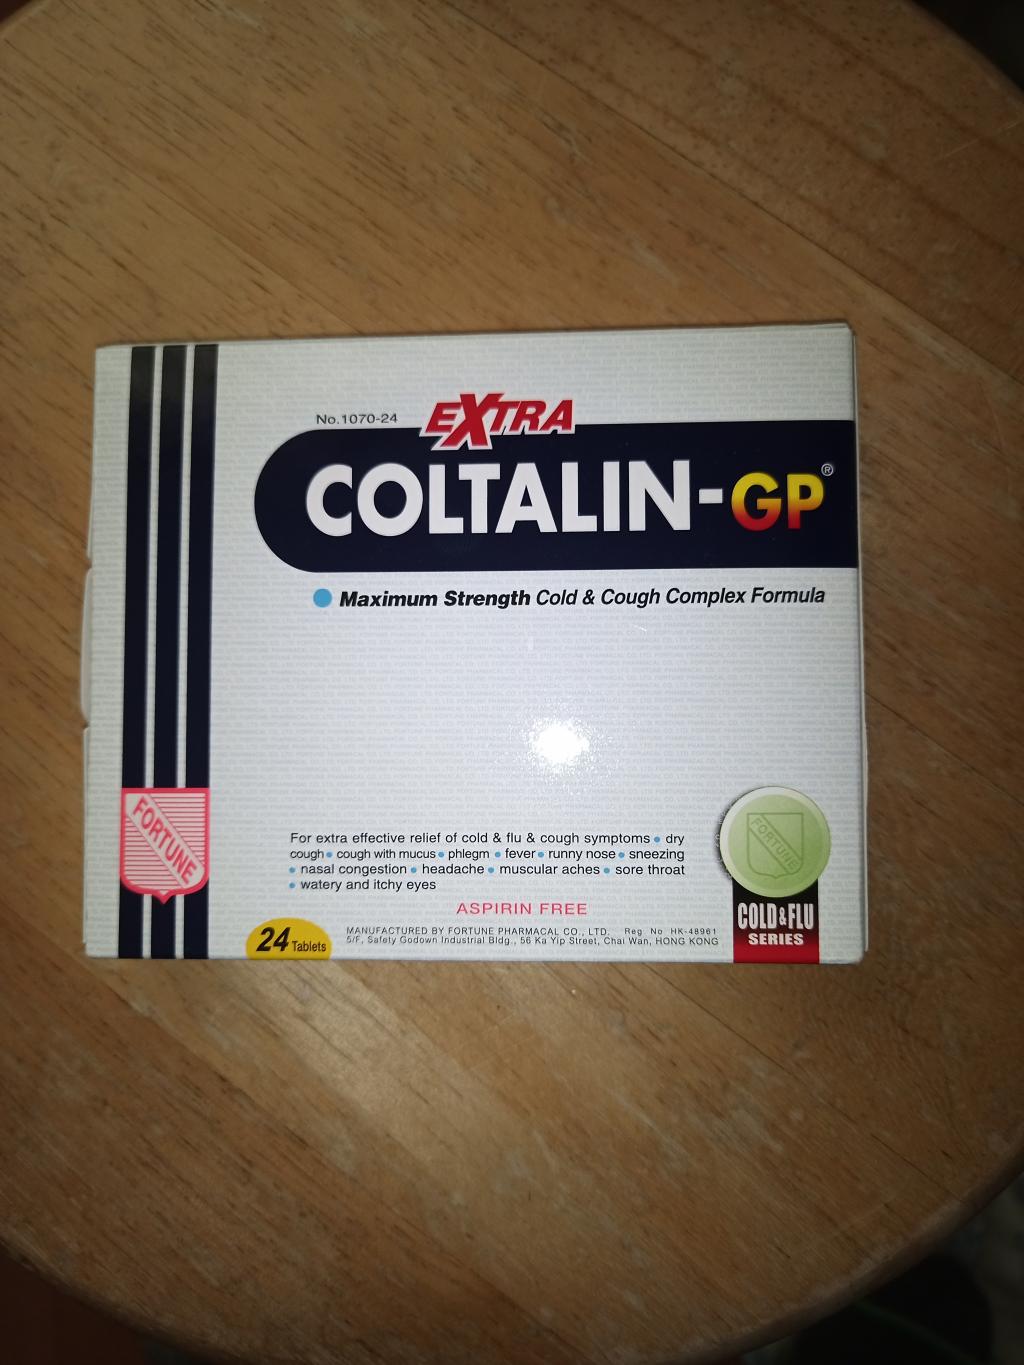 No.1070-24
EXTRA
COLTALIN-GP®
Maximum Strength Cold & Cough Complex Formula
For extra effective relief of cold & flu & cough symptoms • dry
cough • cough with mucus • phlegm • fever • runny nose • sneezing
• nasal congestion • headache • muscular aches • sore throat
• watery and itchy eyes
ASPIRIN FREE
24 Tablets
MANUFACTURED BY FORTUNE PHARMACAL CO., LTD. Reg. No HK-48961
5/F, Safety Godown Industrial Bldg., 56 Ka Yip Street, Chai Wan, HONG KONG
FORTUNE
FORTUNE
COLD & FLU
SERIES